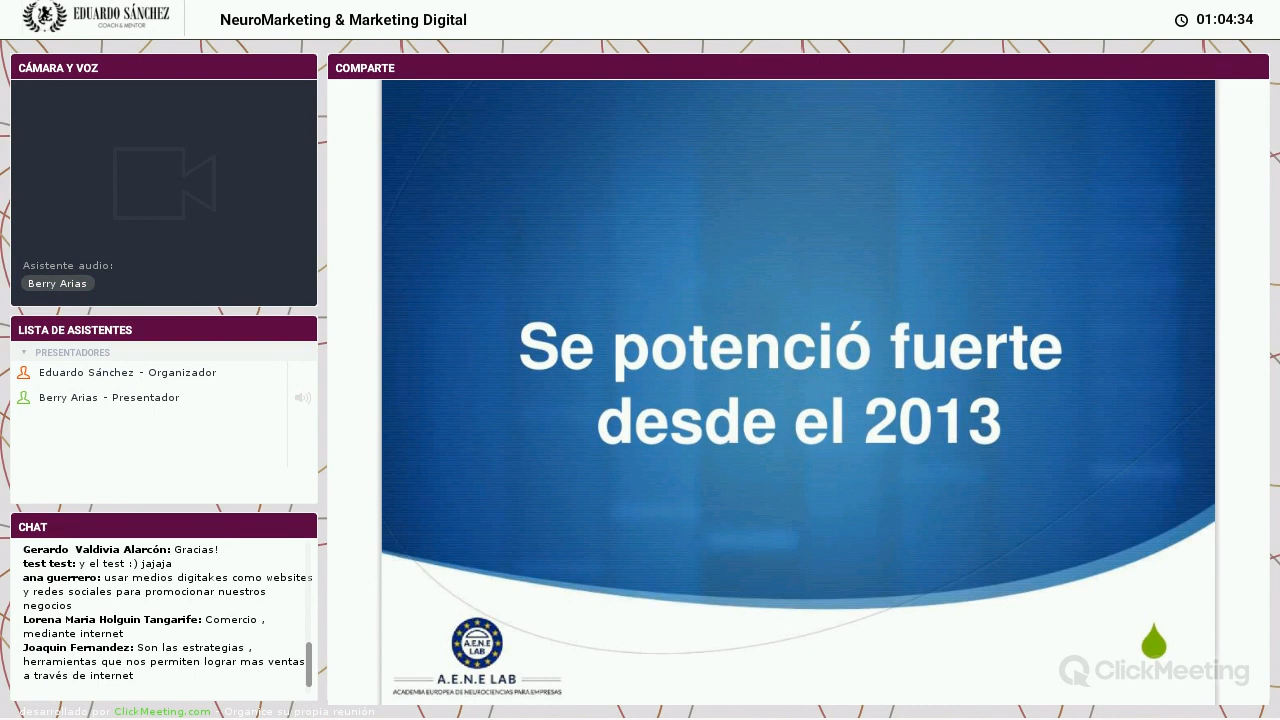 EDUARDO SÁNCHEZ
COACH & MENTOR
NeuroMarketing & Marketing Digital
01:04:34
CÁMARA Y VOZ
Asistente audio:
Berry Arias
LISTA DE ASISTENTES
PRESENTADORES
Eduardo Sánchez - Organizador
Berry Arias - Presentador
CHAT
Gerardo Valdivia Alarcón: Gracias!
test test: y el test :) jajaja
ana guerrero: usar medios digitakes como websites
y redes sociales para promocionar nuestros
negocios
Lorena Maria Holguin Tangarife: Comercio ,
mediante internet
Joaquin Fernandez: Son las estrategias ,
herramientas que nos permiten lograr mas ventas
a través de internet
desarrollado por ClickMeeting.com - Organice su propia reunión
COMPARTE
Se potenció fuerte
desde el 2013
A.E.N.E
LAB
A.E.N.E LAB
ACADEMIA EUROPEA DE NEUROCIENCIAS PARA EMPRESAS
ClickMeeting